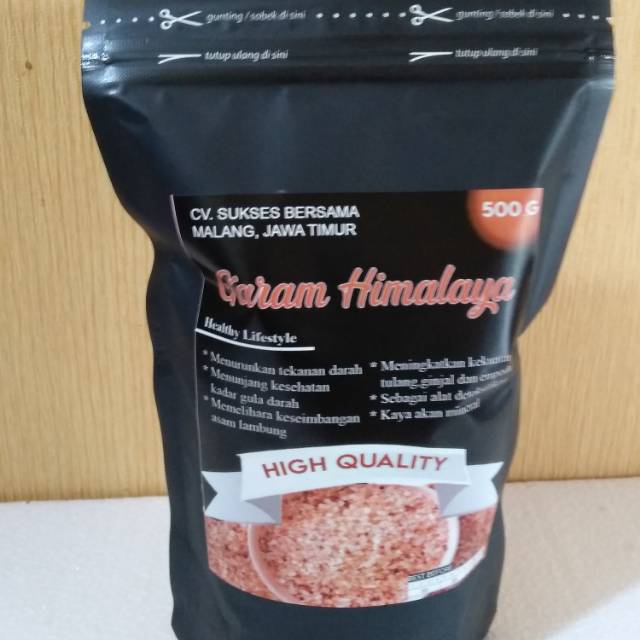 gunting / sobek di sini
gunting / sobek di sini
tutup ulang di sini
tutup ulang di sini
CV. SUKSES BERSAMA
MALANG, JAWA TIMUR
500 G
Garam Himalaya
Healthy Lifestyle
* Menurunkan tekanan darah
* Menunjang kesehatan
kadar gula darah
* Memelihara keseimbangan
asam lambung
* Meningkatkan
tulang,ginjal dan
* Sebagai alat
* Kaya akan mineral
HIGH QUALITY
BEST BEFORE